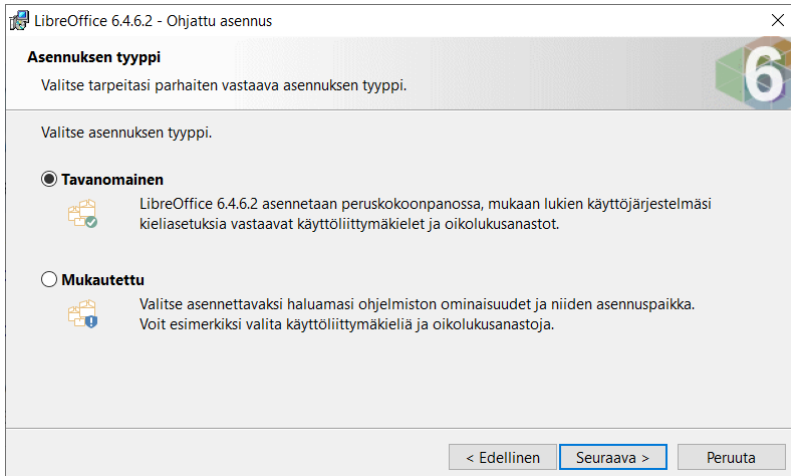 LibreOffice 6.4.6.2 - Ohjattu asennus
Asennuksen tyyppi
Valitse tarpeitasi parhaiten vastaava asennuksen tyyppi.
6
Valitse asennuksen tyyppi.
Tavanomainen
LibreOffice 6.4.6.2 asennetaan peruskokoonpanossa, mukaan lukien käyttöjärjestelmäsi
kieliasetuksia vastaavat käyttöliittymäkielet ja oikolukusanastot.
Mukautettu
Valitse asennettavaksi haluamasi ohjelmiston ominaisuudet ja niiden asennuspaikka.
Voit esimerkiksi valita käyttöliittymäkieliä ja oikolukusanastoja.
< Edellinen Seuraava > Peruuta